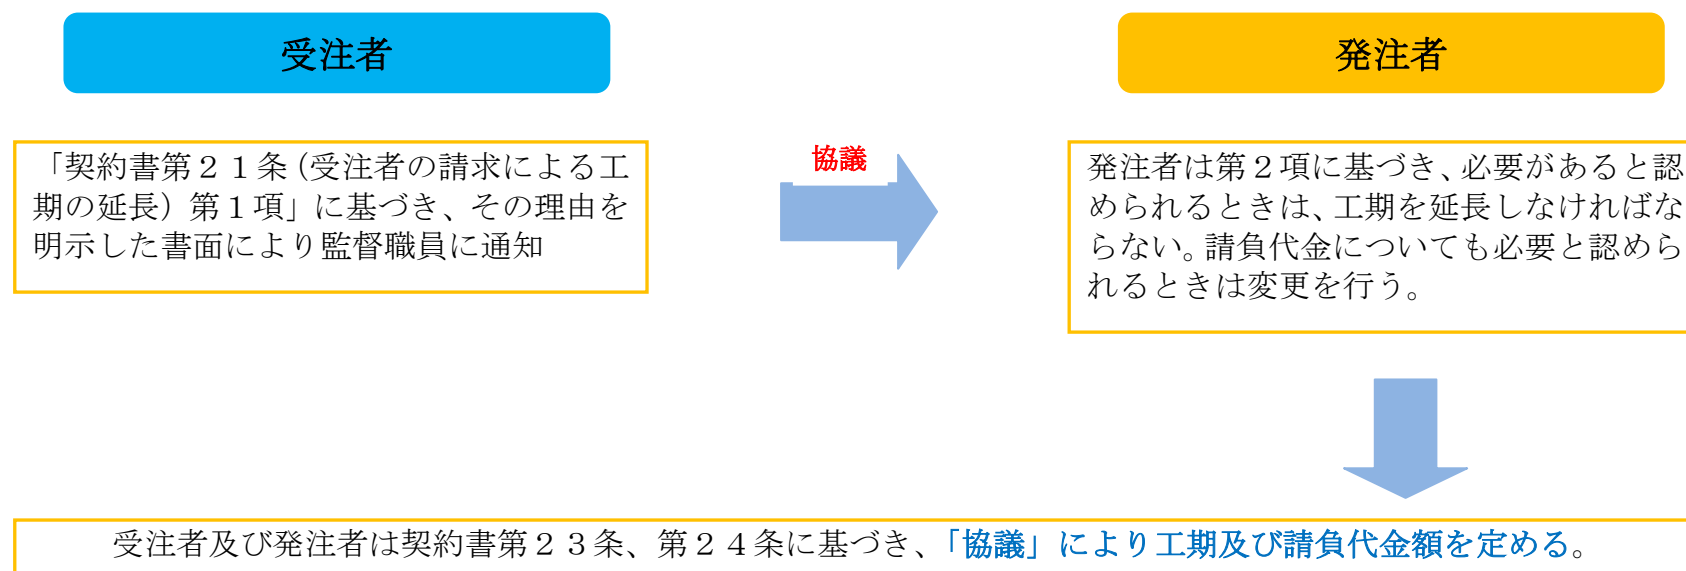 受注者
発注者
「契約書第２１条（受注者の請求による工
期の延長）第１項」に基づき、その理由を
明示した書面により監督職員に通知
協議
発注者は第２項に基づき、必要があると認
められるときは、工期を延長しなければな
らない。請負代金についても必要と認めら
れるときは変更を行う。
受注者及び発注者は契約書第２３条、第２４条に基づき、「協議」により工期及び請負代金額を定める。